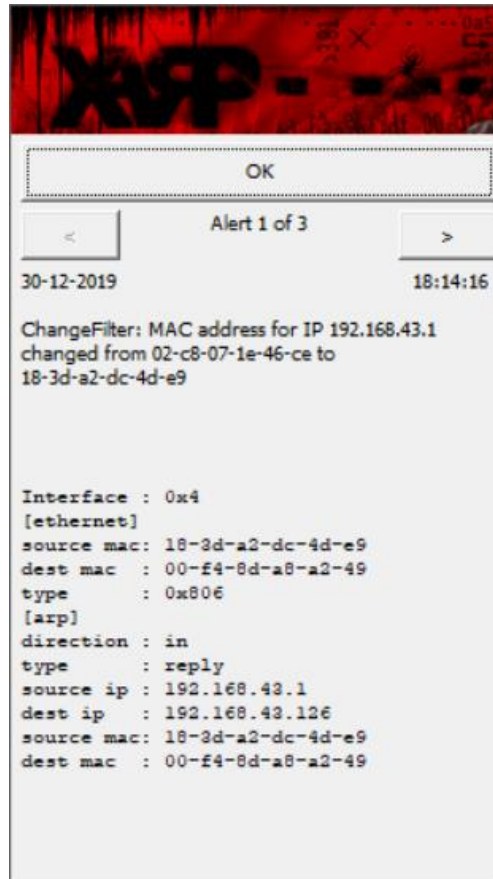 XARP
OK
< Alert 1 of 3 >
30-12-2019 18:14:16
ChangeFilter: MAC address for IP 192.168.43.1
changed from 02-c8-07-1e-46-ce to
18-3d-a2-dc-4d-e9
Interface : 0x4
[ethernet]
source mac: 18-3d-a2-dc-4d-e9
dest mac  : 00-f4-8d-a8-a2-49
type      : 0x806
[arp]
direction : in
type      : reply
source ip : 192.168.43.1
dest ip   : 192.168.43.126
source mac: 18-3d-a2-dc-4d-e9
dest mac  : 00-f4-8d-a8-a2-49